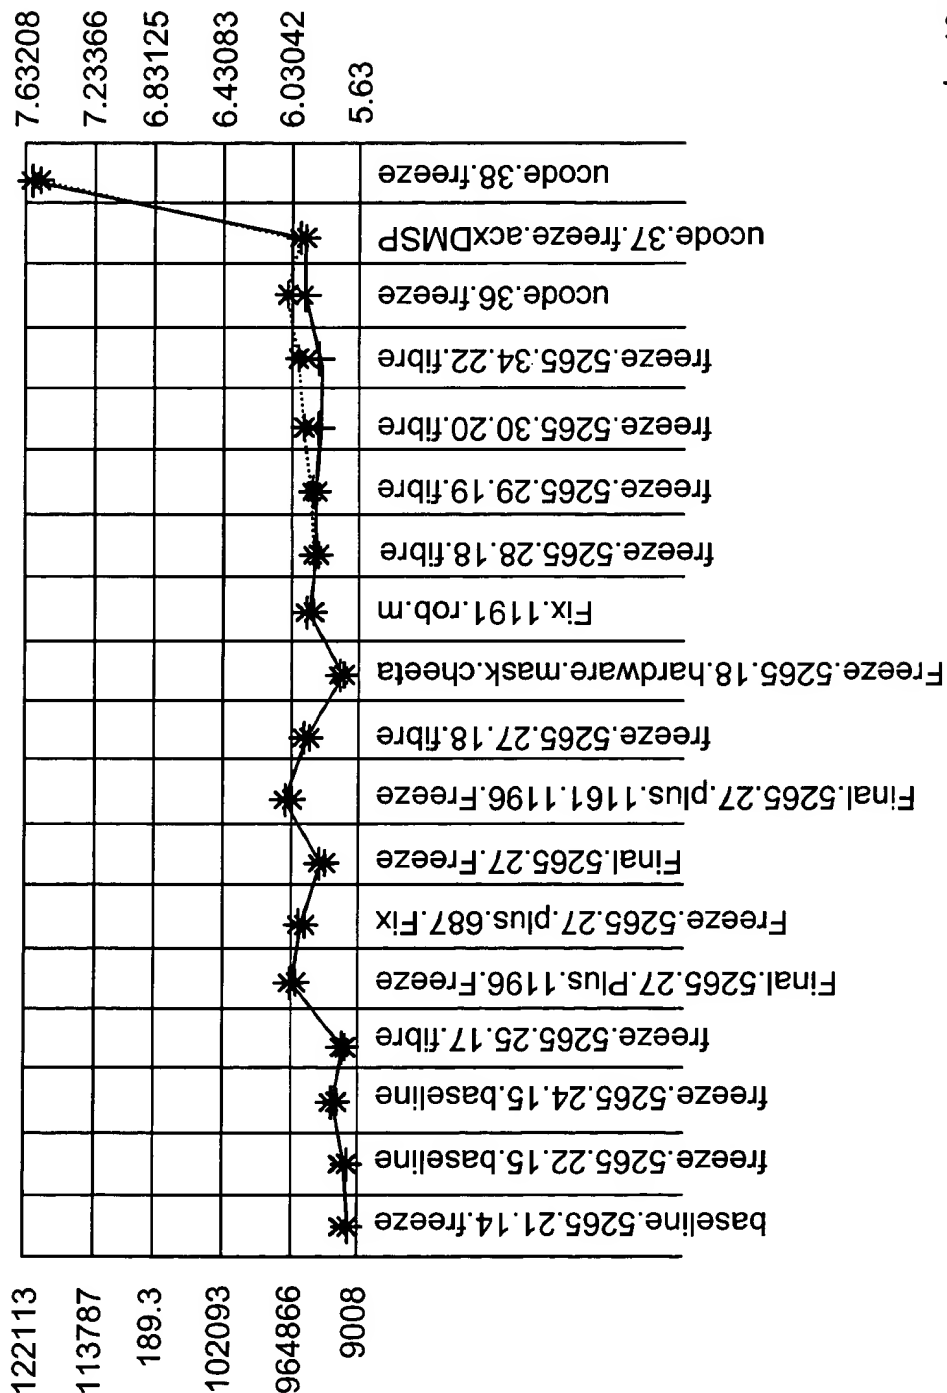 7.63208
7.23366
6.83125
6.43083
6.03042
5.63
ucode.38.freeze
ucode.37.freeze.acxDMSP
ucode.36.freeze
freeze.5265.34.22.fibre
freeze.5265.30.20.fibre
freeze.5265.29.19.fibre
freeze.5265.28.18.fibre
Fix.1191.rob.m
Freeze.5265.18.hardware.mask.cheeta
freeze.5265.27.18.fibre
Final.5265.27.plus.1161.1196.Freeze
Final.5265.27.Freeze
Freeze.5265.27.plus.687.Fix
Final.5265.27.Plus.1196.Freeze
freeze.5265.25.17.fibre
freeze.5265.24.15.baseline
freeze.5265.22.15.baseline
baseline.5265.21.14.freeze
122113
113787
189.3
102093
964866
9008